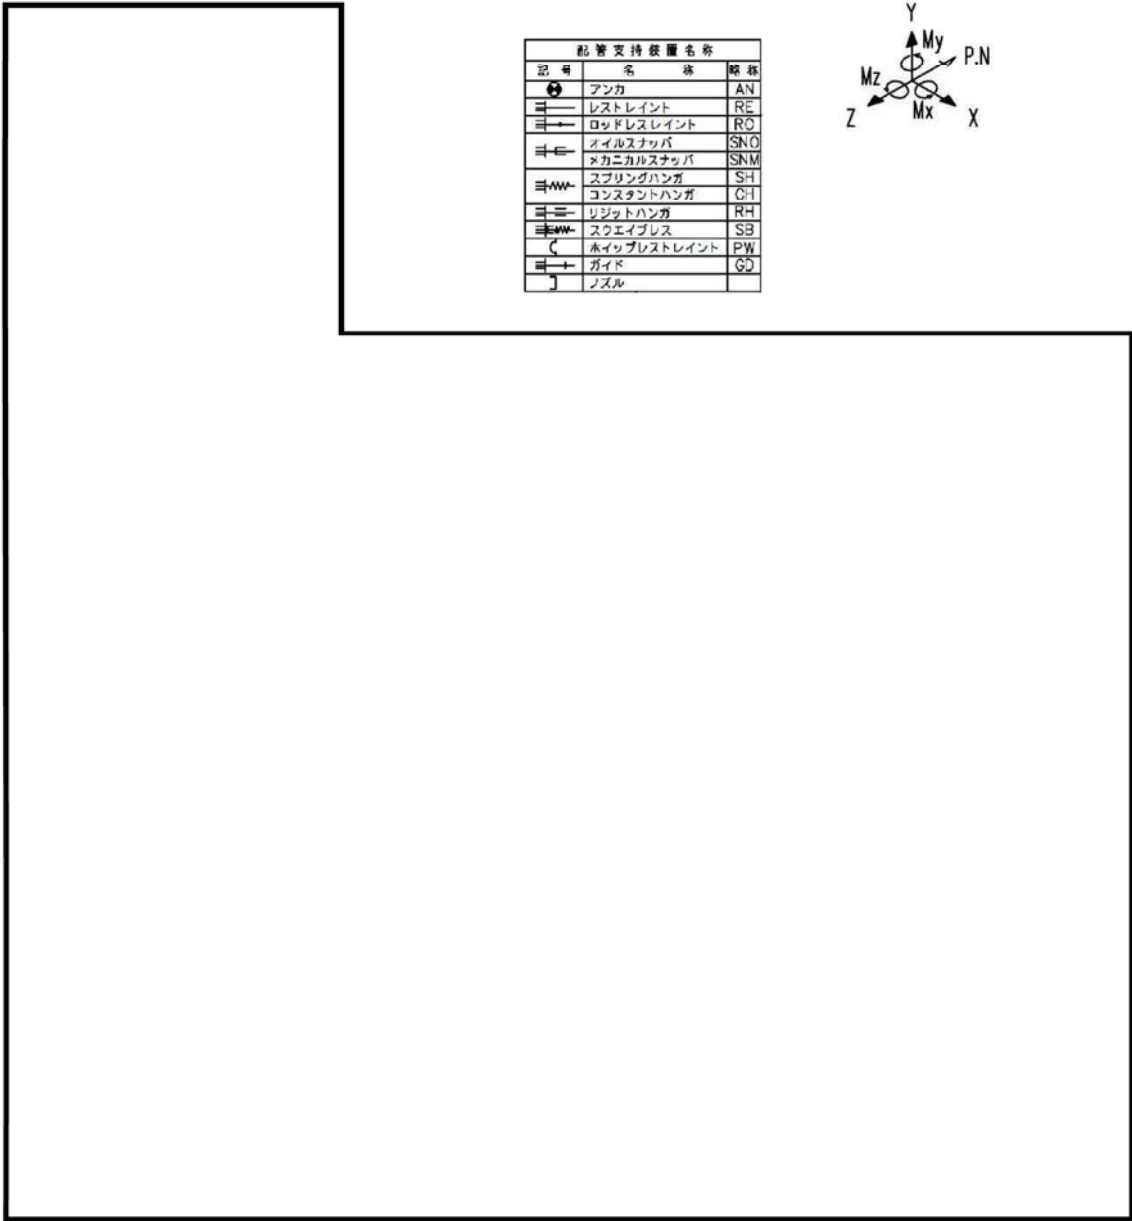 配管支持装置名称
記号 名称 略称
アンカ AN
レストレイント RE
ロッドレスレイント RO
オイルスナッパ SNO
メカニカルスナッパ SNM
スプリングハンガ SH
コンスタントハンガ CH
リジットハンガ RH
スウエイブレス SB
ホイップレストレイント PW
ガイド GD
ノズル
Y
My
P.N
Mz
Z
Mx
X